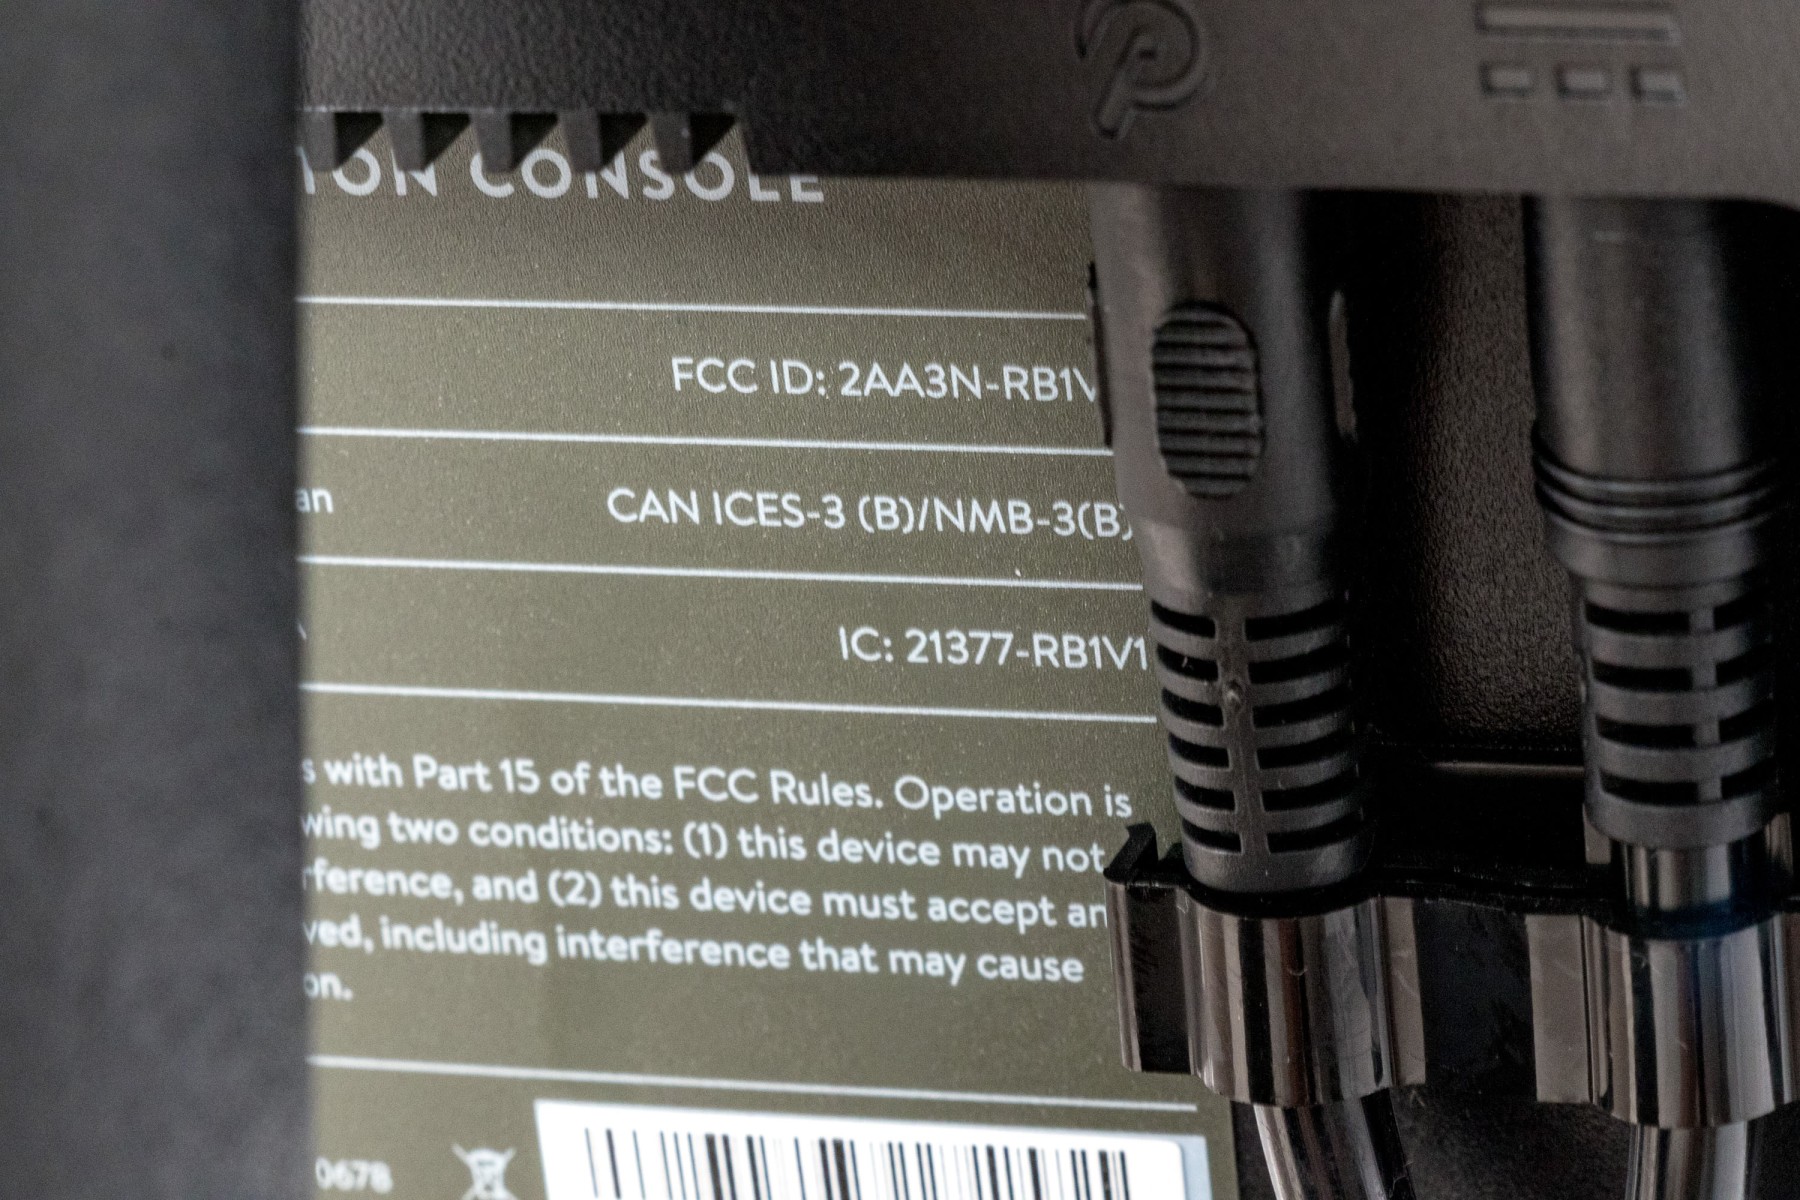 TON CONSOLE
FCC ID: 2AA3N-RB1V
an
CAN ICES-3 (B)/NMB-3(B)
IC: 21377-RB1V1
s with Part 15 of the FCC Rules. Operation is
wing two conditions: (1) this device may not
rference, and (2) this device must accept an
ved, including interference that may cause
on.
0678